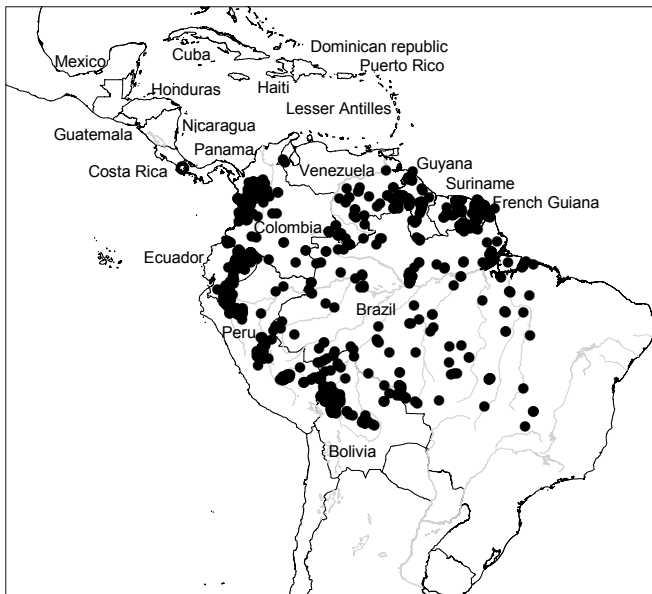 Dominican republic
Cuba
Mexico
Puerto Rico
Haiti
Honduras
Lesser Antilles
Guatemala
Nicaragua
Panama
Costa Rica
Venezuela
Guyana
Suriname
French Guiana
Colombia
Ecuador
Brazil
Peru
Bolivia